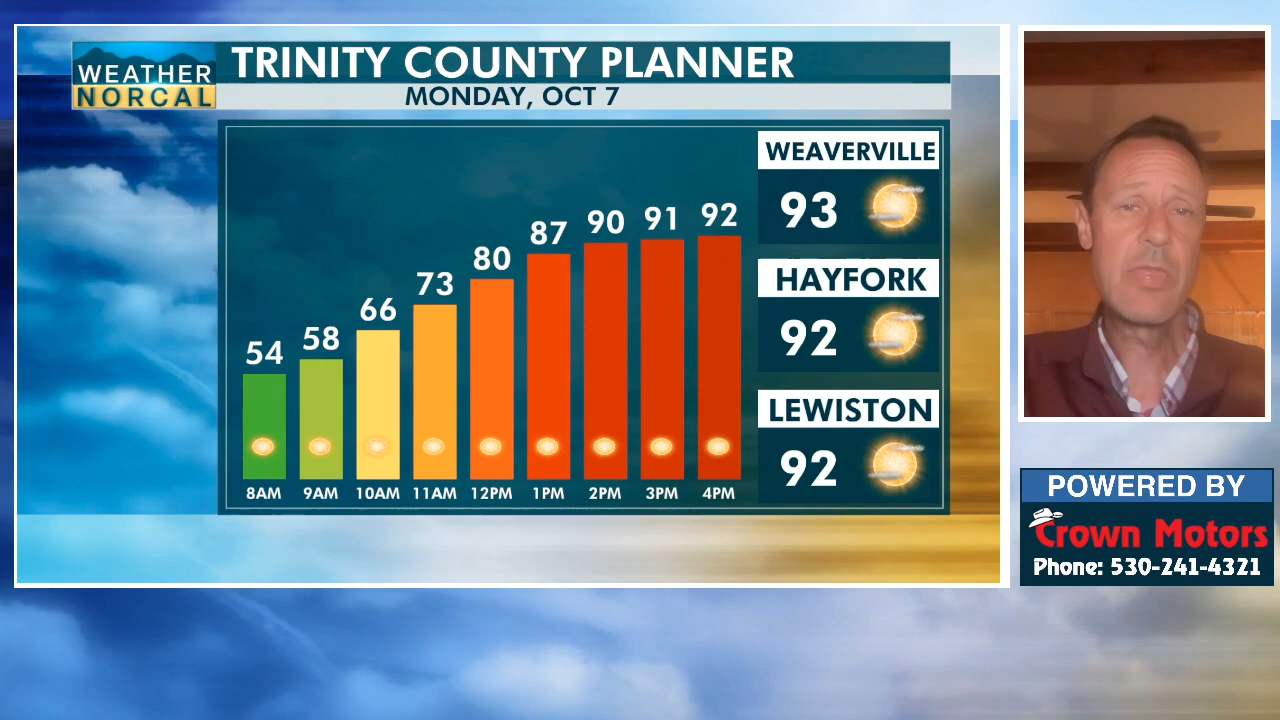 WEATHER
NORCAL
TRINITY COUNTY PLANNER
MONDAY, OCT 7
54
58
66
73
80
87
90
91
92
8AM
9AM
10AM
11AM
12PM
1PM
2PM
3PM
4PM
WEAVERVILLE
93
HAYFORK
92
LEWISTON
92
POWERED BY
Crown Motors
Phone: 530-241-4321